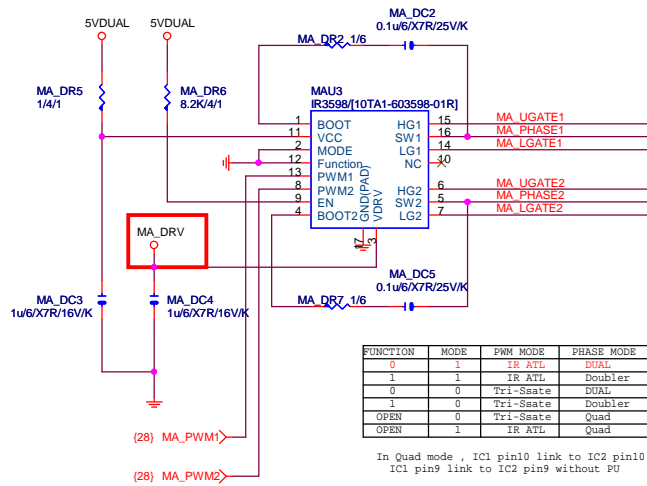 5VDUAL
5VDUAL
MA_DC2
0.1u/6/X7R/25V/K
MA_DR2 1/6
MA_DR5
1/4/1
MA_DR6
8.2K/4/1
MAU3
IR3598/[10TA1-603598-01R]
1 BOOT HG1 15 MA_UGATE1
11 VCC SW1 16 MA_PHASE1
2 MODE LG1 14 MA_LGATE1
12 Function NC 10
13 PWM1
8 PWM2 HG2 6 MA_UGATE2
9 EN SW2 5 MA_PHASE2
4 BOOT2 LG2 7 MA_LGATE2
GND(PAD) VDRV
17 3
MA_DRV
MA_DC5
0.1u/6/X7R/25V/K
MA_DR7 1/6
MA_DC3
1u/6/X7R/16V/K
MA_DC4
1u/6/X7R/16V/K
FUNCTION MODE PWM MODE PHASE MODE
0 1 IR ATL DUAL
1 1 IR ATL Doubler
0 0 Tri-Ssate DUAL
1 0 Tri-Ssate Doubler
OPEN 0 Tri-Ssate Quad
OPEN 1 IR ATL Quad
{28} MA_PWM1
{28} MA_PWM2
In Quad mode , IC1 pin10 link to IC2 pin10
IC1 pin9 link to IC2 pin9 without PU